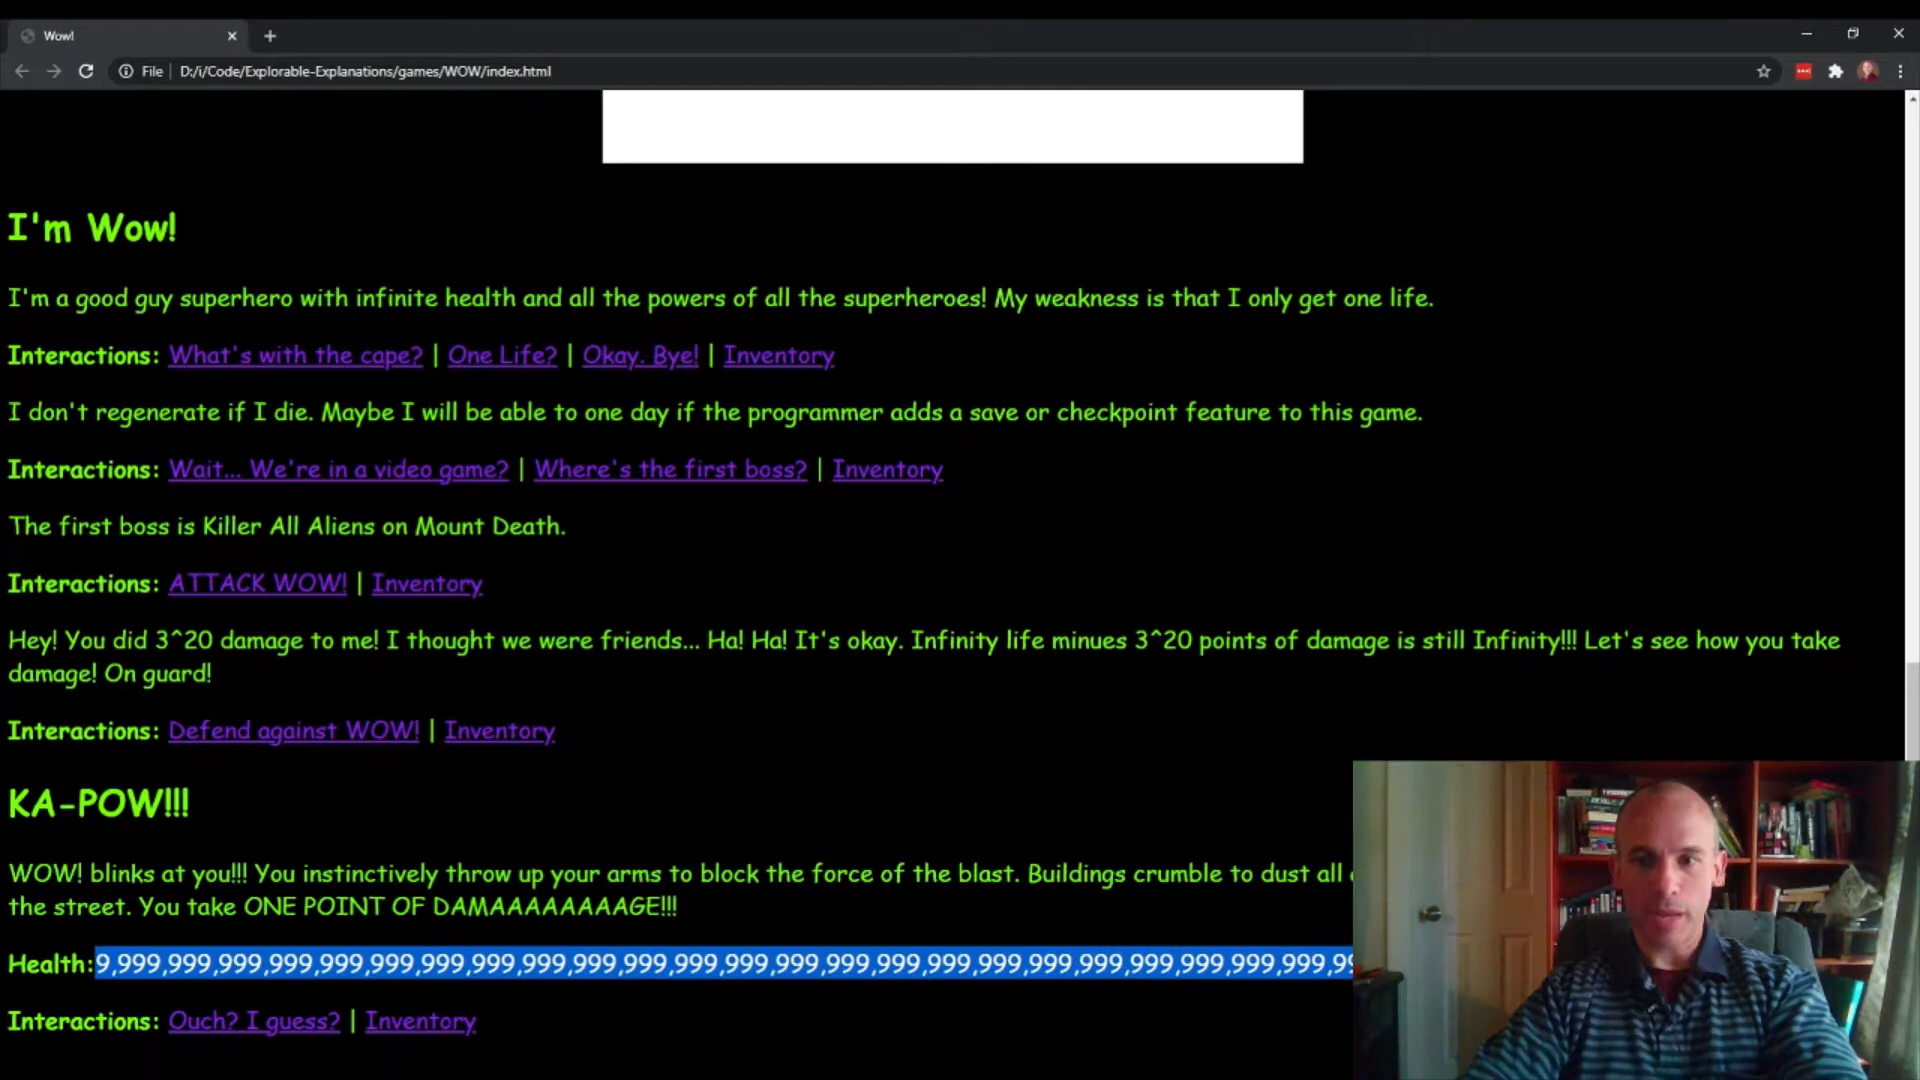 Wow!
File D:/i/Code/Explorable-Explanations/games/WOW/index.html
I'm Wow!
I'm a good guy superhero with infinite health and all the powers of all the superheroes! My weakness is that I only get one life.
Interactions: What's with the cape? | One Life? | Okay. Bye! | Inventory
I don't regenerate if I die. Maybe I will be able to one day if the programmer adds a save or checkpoint feature to this game.
Interactions: Wait... We're in a video game? | Where's the first boss? | Inventory
The first boss is Killer All Aliens on Mount Death.
Interactions: ATTACK WOW! | Inventory
Hey! You did 3^20 damage to me! I thought we were friends... Ha! Ha! It's okay. Infinity life minues 3^20 points of damage is still Infinity!!! Let's see how you take
damage! On guard!
Interactions: Defend against WOW! | Inventory
KA-POW!!!
WOW! blinks at you!!! You instinctively throw up your arms to block the force of the blast. Buildings crumble to dust all
the street. You take ONE POINT OF DAMAAAAAAAAGE!!!
Health: 9,999,999,999,999,999,999,999,999,999,999,999,999,999,999,999,999,999,999,999,999,999,999,999,999,99
Interactions: Ouch? I guess? | Inventory